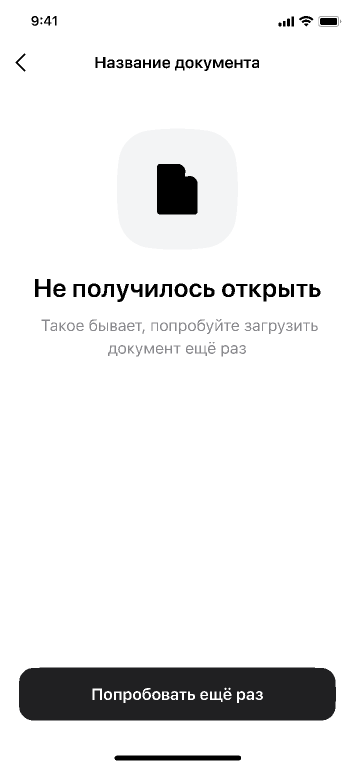 9:41
Название документа
Не получилось открыть
Такое бывает, попробуйте загрузить
документ ещё раз
Попробовать ещё раз